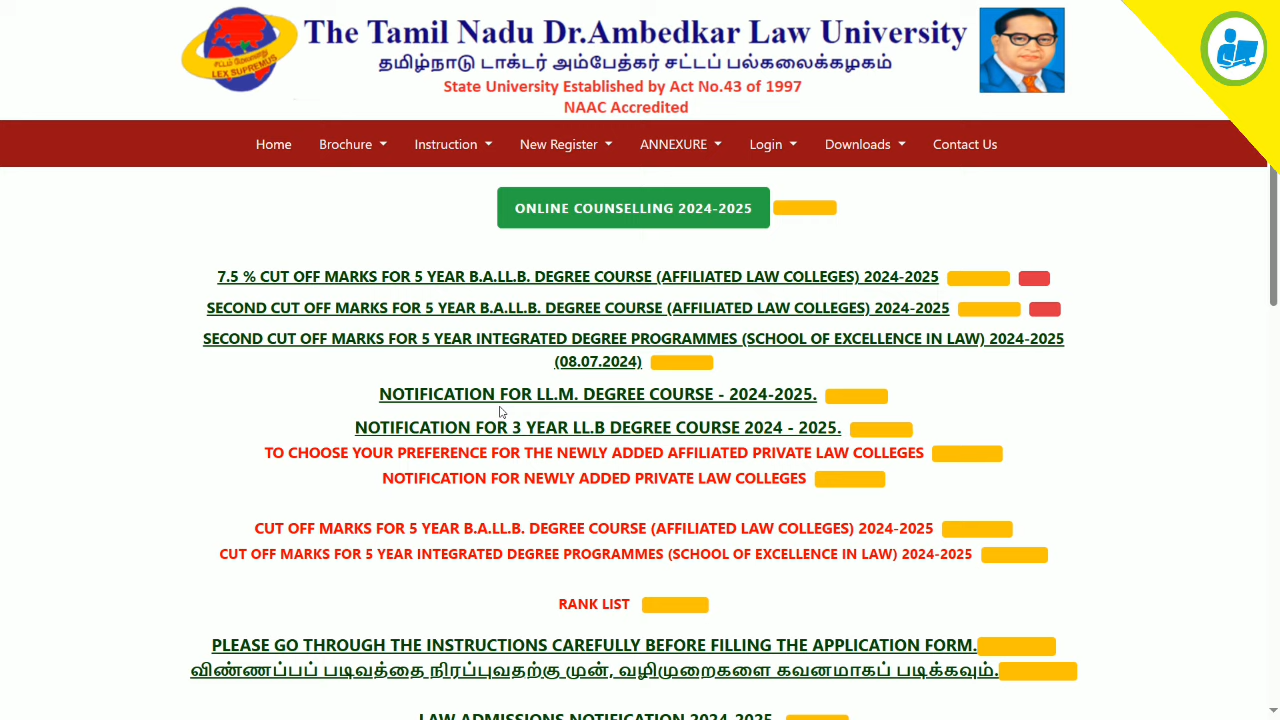 The Tamil Nadu Dr.Ambedkar Law University
தமிழ்நாடு டாக்டர் அம்பேத்கர் சட்டப் பல்கலைக்கழகம்
State University Established by Act No.43 of 1997
NAAC Accredited
LEX SUPREMUS
Home Brochure Instruction New Register ANNEXURE Login Downloads Contact Us
ONLINE COUNSELLING 2024-2025
7.5 % CUT OFF MARKS FOR 5 YEAR B.A.LL.B. DEGREE COURSE (AFFILIATED LAW COLLEGES) 2024-2025
SECOND CUT OFF MARKS FOR 5 YEAR B.A.LL.B. DEGREE COURSE (AFFILIATED LAW COLLEGES) 2024-2025
SECOND CUT OFF MARKS FOR 5 YEAR INTEGRATED DEGREE PROGRAMMES (SCHOOL OF EXCELLENCE IN LAW) 2024-2025
(08.07.2024)
NOTIFICATION FOR LL.M. DEGREE COURSE - 2024-2025.
NOTIFICATION FOR 3 YEAR LL.B DEGREE COURSE 2024 - 2025.
TO CHOOSE YOUR PREFERENCE FOR THE NEWLY ADDED AFFILIATED PRIVATE LAW COLLEGES
NOTIFICATION FOR NEWLY ADDED PRIVATE LAW COLLEGES
CUT OFF MARKS FOR 5 YEAR B.A.LL.B. DEGREE COURSE (AFFILIATED LAW COLLEGES) 2024-2025
CUT OFF MARKS FOR 5 YEAR INTEGRATED DEGREE PROGRAMMES (SCHOOL OF EXCELLENCE IN LAW) 2024-2025
RANK LIST
PLEASE GO THROUGH THE INSTRUCTIONS CAREFULLY BEFORE FILLING THE APPLICATION FORM.
விண்ணப்பப் படிவத்தை நிரப்புவதற்கு முன், வழிமுறைகளை கவனமாகப் படிக்கவும்.
LAW ADMISSIONS NOTIFICATION 2024-2025